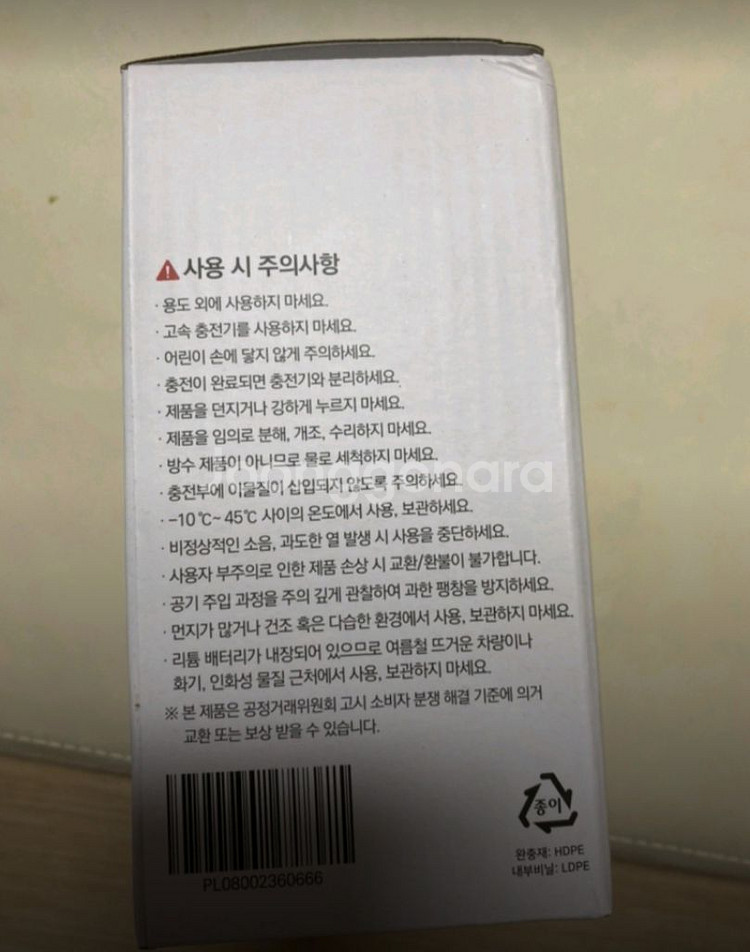 사용 시 주의사항
· 용도 외에 사용하지 마세요.
· 고속 충전기를 사용하지 마세요.
· 어린이 손에 닿지 않게 주의하세요.
· 충전이 완료되면 충전기와 분리하세요.
· 제품을 던지거나 강하게 누르지 마세요.
· 제품을 임의로 분해, 개조, 수리하지 마세요.
· 방수 제품이 아니므로 물로 세척하지 마세요.
· 충전부에 이물질이 삽입되지 않도록 주의하세요.
joonggonara
· -10℃~ 45℃ 사이의 온도에서 사용, 보관하세요.
· 비정상적인 소음, 과도한 열 발생 시 사용을 중단하세요.
· 사용자 부주의로 인한 제품 손상 시 교환/환불이 불가합니다.
· 공기 주입 과정을 주의 깊게 관찰하여 과한 팽창을 방지하세요.
· 먼지가 많거나 건조 혹은 다습한 환경에서 사용, 보관하지 마세요.
· 리튬 배터리가 내장되어 있으므로 여름철 뜨거운 차량이나
화기, 인화성 물질 근처에서 사용, 보관하지 마세요.
※ 본 제품은 공정거래위원회 고시 소비자 분쟁 해결 기준에 의거
교환 또는 보상 받을 수 있습니다.
PL08002360666
종이
완충재: HDPE
내부비닐: LDPE